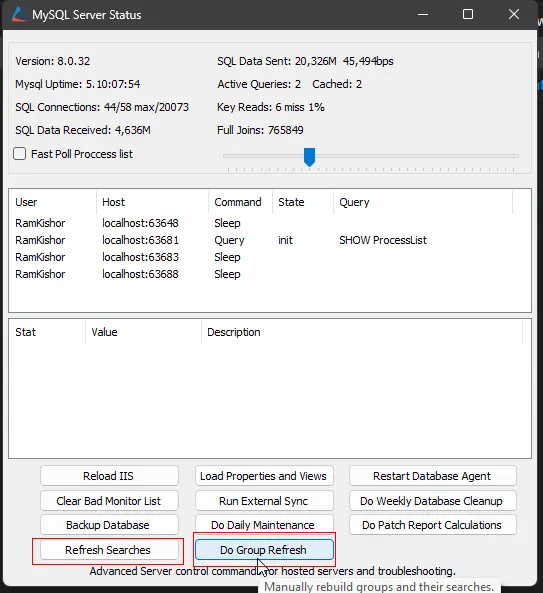 MySQL Server Status
Version: 8.0.32 SQL Data Sent: 20,326M 45,494bps
Mysql Uptime: 5.10:07:54 Active Queries: 2 Cached: 2
SQL Connections: 44/58 max/20073 Key Reads: 6 miss 1%
SQL Data Received: 4,636M Full Joins: 765849
Fast Poll Proccess list
User Host Command State Query
RamKishor localhost:63648 Sleep
RamKishor localhost:63681 Query init SHOW ProcessList
RamKishor localhost:63683 Sleep
RamKishor localhost:63688 Sleep
Stat Value Description
Reload IIS Load Properties and Views Restart Database Agent
Clear Bad Monitor List Run External Sync Do Weekly Database Cleanup
Backup Database Do Daily Maintenance Do Patch Report Calculations
Refresh Searches Do Group Refresh
Advanced Server control commands for hosted servers and troubleshooting.
Manually rebuild groups and their searches.